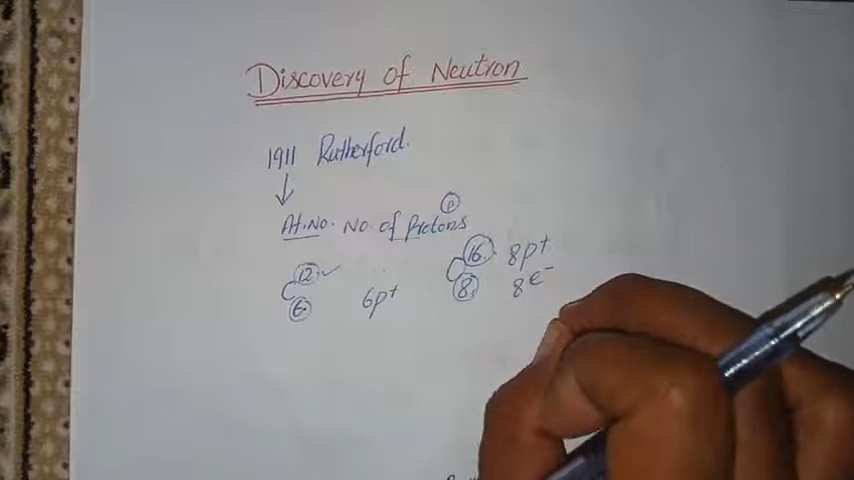 Discovery of Neutron
1911 Rutherford.
At. No. No. of Protons
p
12 16 8p+
6 6p+ 8 8e-